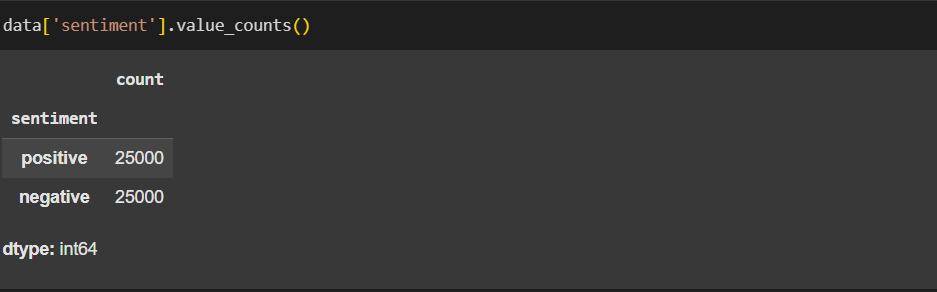 data['sentiment'].value_counts()
count
sentiment
positive 25000
negative 25000
dtype: int64